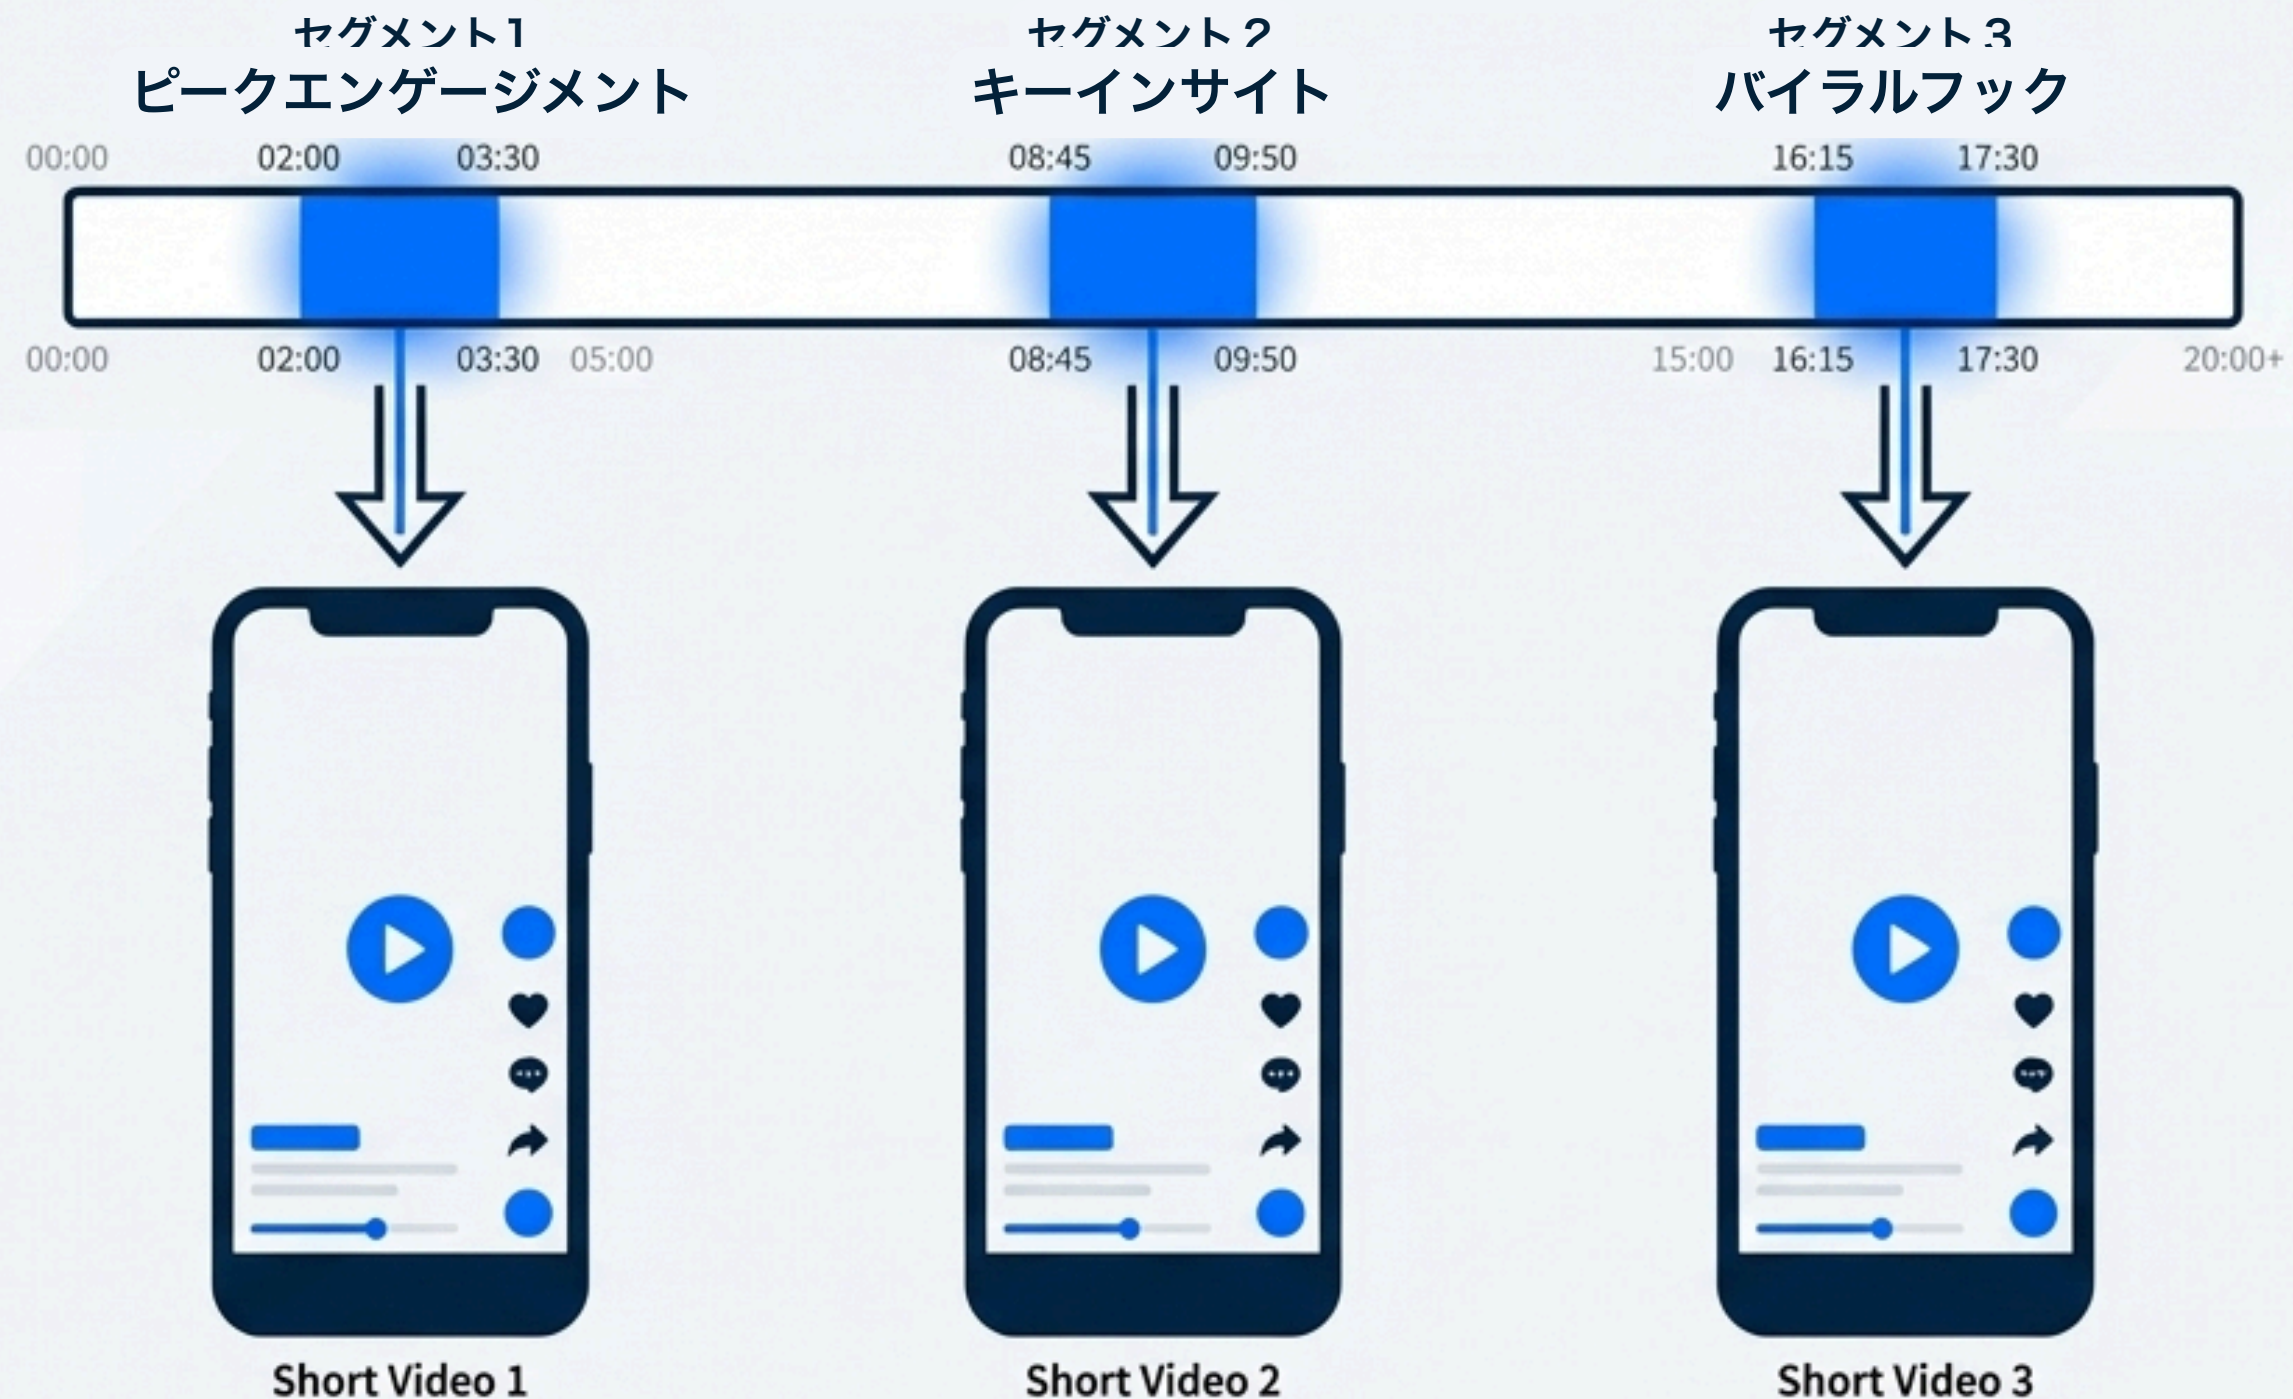 セグメント1
ピークエンゲージメント
セグメント2
キーインサイト
セグメント3
バイラルフック
00:00 02:00 03:30 08:45 09:50 16:15 17:30
00:00 02:00 03:30 05:00 08:45 09:50 15:00 16:15 17:30 20:00+
Short Video 1
Short Video 2
Short Video 3